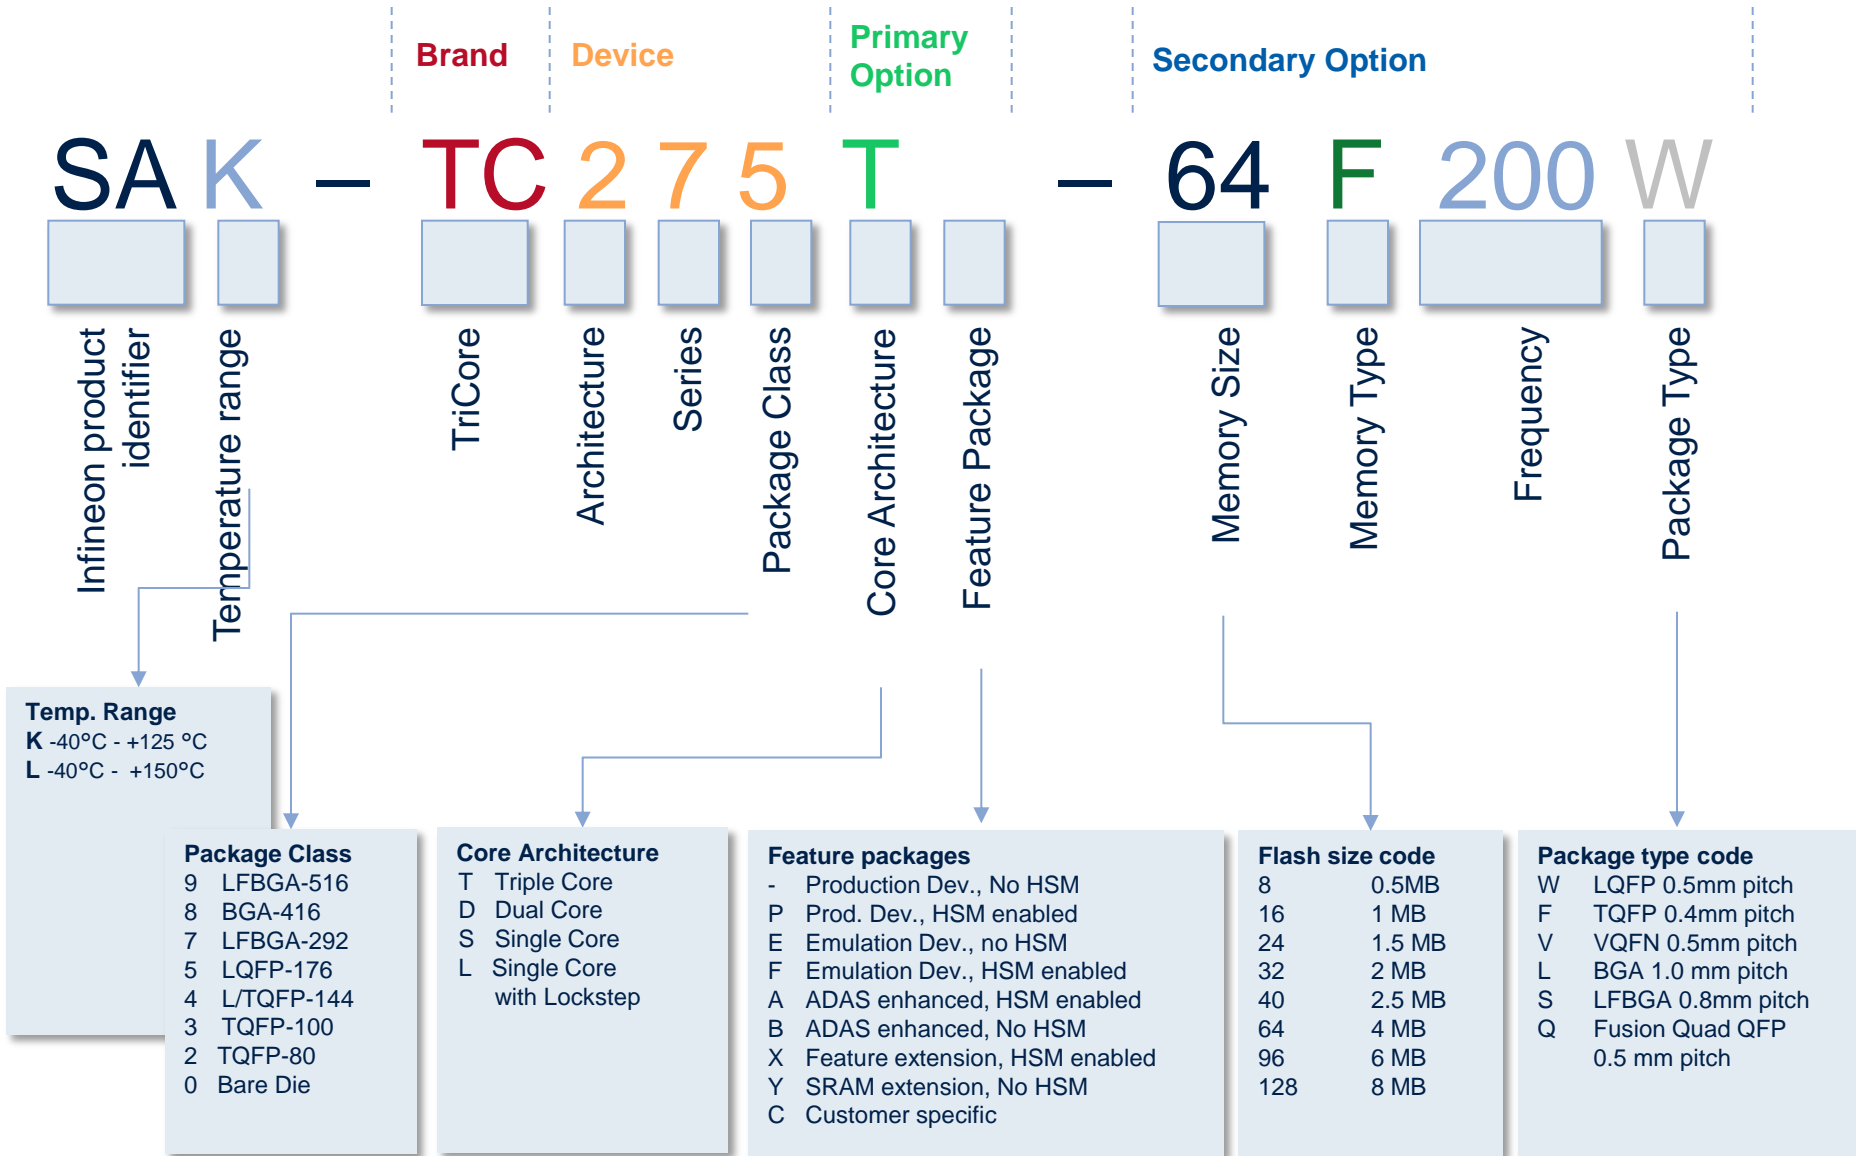 Brand
Device
Primary
Option
Secondary Option
SAK – TC275T – 64F200W
Infineon product
identifier
Temperature range
TriCore
Architecture
Series
Package Class
Core Architecture
Feature Package
Memory Size
Memory Type
Frequency
Package Type
Temp. Range
K -40°C - +125 °C
L -40°C - +150°C
Package Class
9 LFBGA-516
8 BGA-416
7 LFBGA-292
5 LQFP-176
4 L/TQFP-144
3 TQFP-100
2 TQFP-80
0 Bare Die
Core Architecture
T Triple Core
D Dual Core
S Single Core
L Single Core
with Lockstep
Feature packages
- Production Dev., No HSM
P Prod. Dev., HSM enabled
E Emulation Dev., no HSM
F Emulation Dev., HSM enabled
A ADAS enhanced, HSM enabled
B ADAS enhanced, No HSM
X Feature extension, HSM enabled
Y SRAM extension, No HSM
C Customer specific
Flash size code
8 0.5MB
16 1 MB
24 1.5 MB
32 2 MB
40 2.5 MB
64 4 MB
96 6 MB
128 8 MB
Package type code
W LQFP 0.5mm pitch
F TQFP 0.4mm pitch
V VQFN 0.5mm pitch
L BGA 1.0 mm pitch
S LFBGA 0.8mm pitch
Q Fusion Quad QFP
0.5 mm pitch